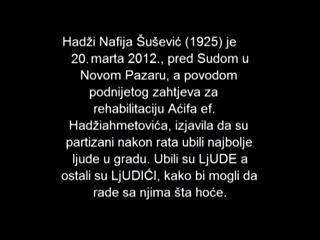 Hadži Nafija Šušević (1925) je
20. marta 2012., pred Sudom u
Novom Pazaru, a povodom
podnijetog zahtjeva za
rehabilitaciju Aćifa ef.
Hadžiahmetovića, izjavila da su
partizani nakon rata ubili najbolje
ljude u gradu. Ubili su LjUDE a
ostali su LjUDIĆI, kako bi mogli da
rade sa njima šta hoće.